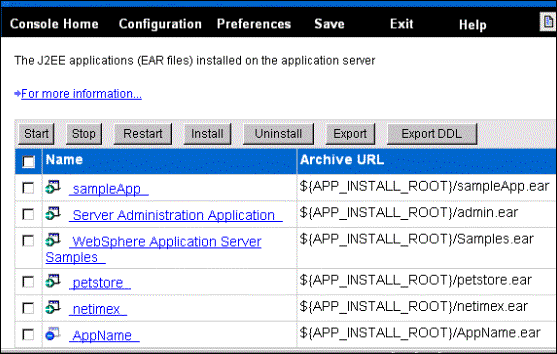 Console Home Configuration Preferences Save Exit Help
The J2EE applications (EAR files) installed on the application server
For more information...
Start Stop Restart Install Uninstall Export Export DDL
Name Archive URL
sampleApp ${APP_INSTALL_ROOT}/sampleApp.ear
Server Administration Application ${APP_INSTALL_ROOT}/admin.ear
WebSphere Application Server ${APP_INSTALL_ROOT}/Samples.ear
Samples
petstore ${APP_INSTALL_ROOT}/petstore.ear
netimex ${APP_INSTALL_ROOT}/netimex.ear
AppName ${APP_INSTALL_ROOT}/AppName.ear